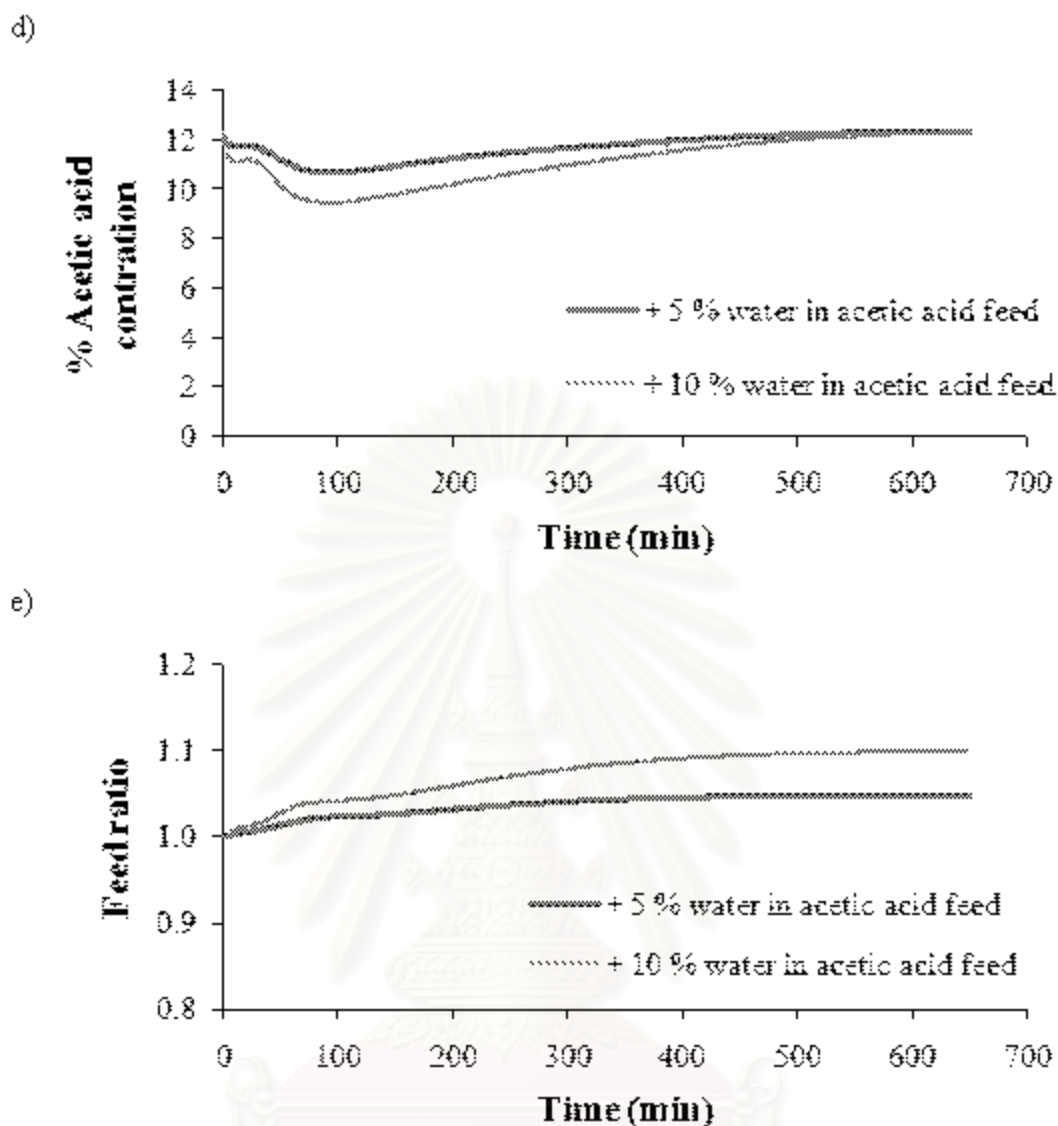 d)
14
12
10
8
6
4
2
0
% Acetic acid
contration
+ 5 % water in acetic acid feed
+ 10 % water in acetic acid feed
0 100 200 300 400 500 600 700
Time (min)
e)
1.2
1.1
1.0
0.9
0.8
Feed ratio
+ 5 % water in acetic acid feed
+ 10 % water in acetic acid feed
0 100 200 300 400 500 600 700
Time (min)